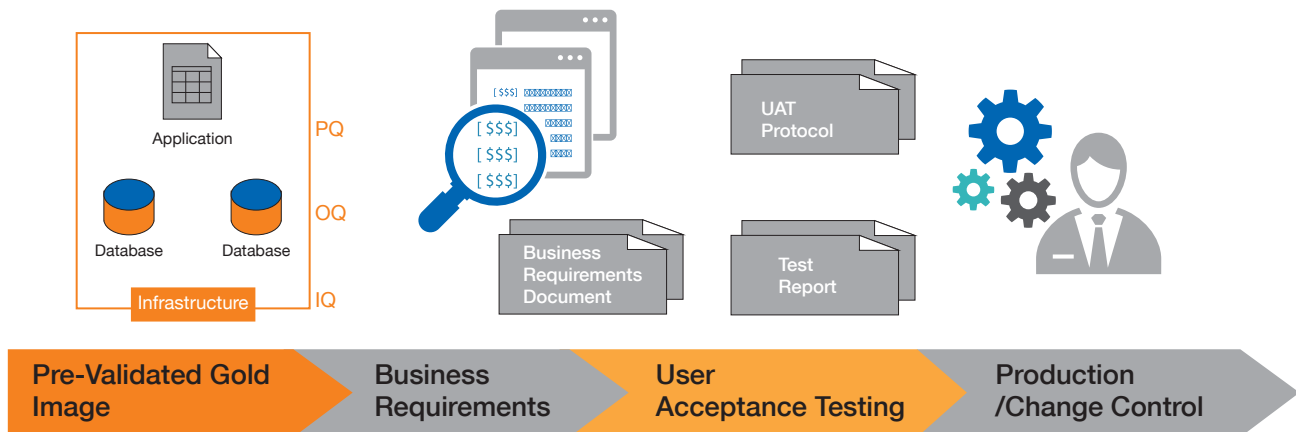 Application
PQ
Database
Database
OQ
Infrastructure
IQ
[$$$]
[$$$]
[$$$]
[$$$]
Business
Requirements
Document
UAT
Protocol
Test
Report
Pre-Validated Gold
Image
Business
Requirements
User
Acceptance Testing
Production
/Change Control